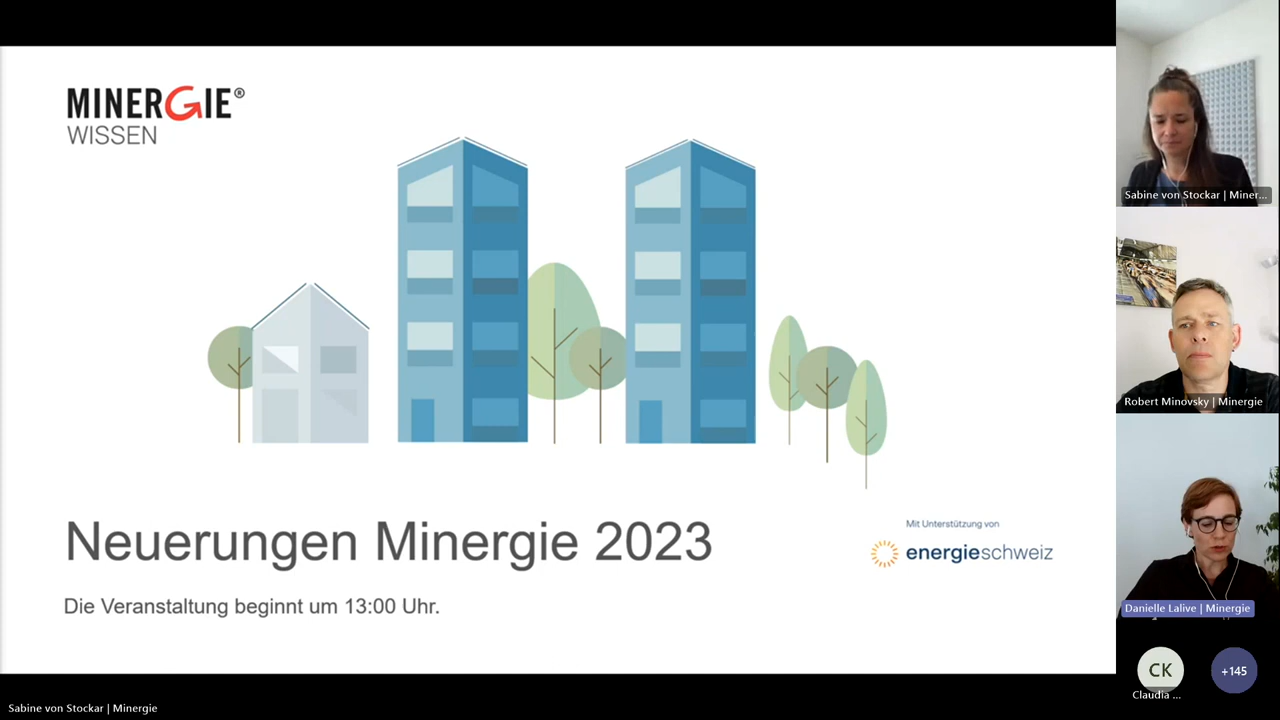 MINERGIE®
WISSEN
Neuerungen Minergie 2023
Die Veranstaltung beginnt um 13:00 Uhr.
Mit Unterstützung von
energieschweiz
Sabine von Stockar | Miner...
Robert Minovsky | Minergie
Danielle Lalive | Minergie
CK
+145
Claudia ...
Sabine von Stockar | Minergie